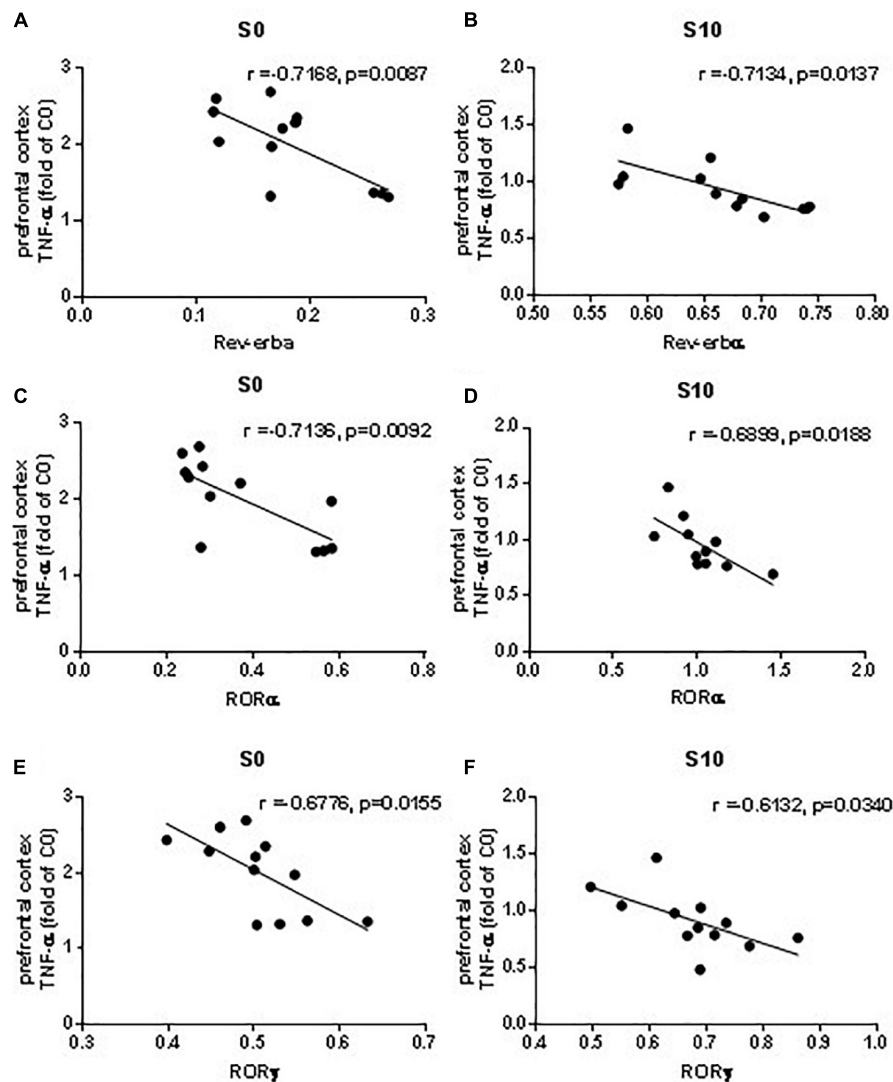 A
S0
r =-0.7168, p=0.0087
prefrontal cortex
TNF-α (fold of C0)
3
2
1
0
0.0 0.1 0.2 0.3
Rev-erba
B
S10
r =-0.7134, p=0.0137
prefrontal cortex
TNF-α (fold of C0)
2.0
1.5
1.0
0.5
0.0
0.50 0.55 0.60 0.65 0.70 0.75 0.80
Rev-erbα
C
S0
r =-0.7136, p=0.0092
prefrontal cortex
TNF-α (fold of C0)
3
2
1
0
0.0 0.2 0.4 0.6 0.8
RORα
D
S10
r =-0.6899, p=0.0188
prefrontal cortex
TNF-α (fold of C0)
2.0
1.5
1.0
0.5
0.0
0.0 0.5 1.0 1.5 2.0
RORα
E
S0
r =-0.6776, p=0.0155
prefrontal cortex
TNF-α (fold of C0)
3
2
1
0
0.3 0.4 0.5 0.6 0.7
RORγ
F
S10
r =-0.6132, p=0.0340
prefrontal cortex
TNF-α (fold of C0)
2.0
1.5
1.0
0.5
0.0
0.4 0.5 0.6 0.7 0.8 0.9 1.0
RORγ